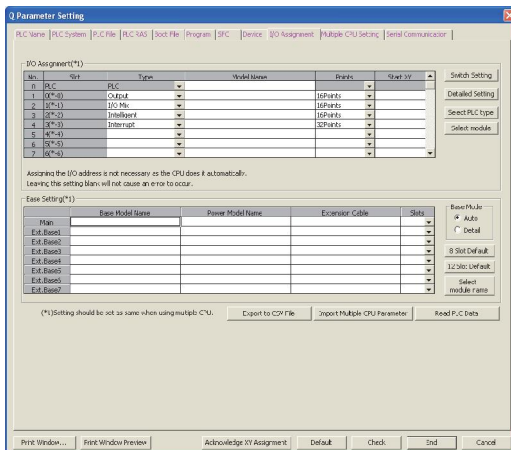 Q Parameter Setting
PLC Name PLC System PLC File PLC RAS Boot File Program SFC Device I/O Assignment Multiple CPU Setting Serial Communication
I/O Assignment(*1)
No. Slot Type Model Name Points Start XY
0 PLC PLC
1 0(*-0) Output 16Points
2 1(*-1) I/O Mix 16Points
3 2(*-2) Intelligent 16Points
4 3(*-3) Interrupt 32Points
5 4(*-4)
6 5(*-5)
7 6(*-6)
Switch Setting
Detailed Setting
Select PLC type
Select module
Assigning the I/O address is not necessary as the CPU does it automatically.
Leaving this setting blank will not cause an error to occur.
Base Setting(*1)
Base Model Name Power Model Name Extension Cable Slots
Main
Ext.Base1
Ext.Base2
Ext.Base3
Ext.Base4
Ext.Base5
Ext.Base6
Ext.Base7
Base Mode
Auto
Detail
8 Slot Default
12 Slot Default
Select
module name
(*1)Setting should be set as same when using multiple CPU.
Export to CSV File
Import Multiple CPU Parameter
Read PLC Data
Print Window... Print Window Preview Acknowledge XY Assignment Default Check End Cancel